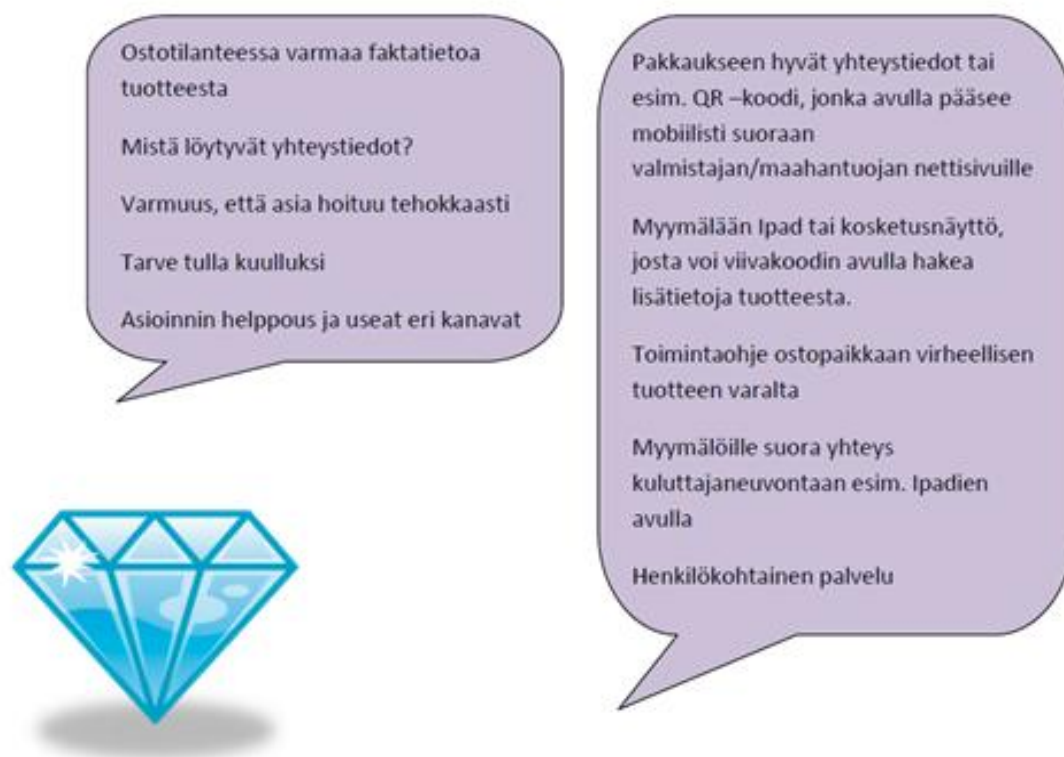 Ostotilanteessa varmaa faktatietoa
tuotteesta
Mistä löytyvät yhteystiedot?
Varmuus, että asia hoituu tehokkaasti
Tarve tulla kuulluksi
Asioinnin helppous ja useat eri kanavat
Pakkaukseen hyvät yhteystiedot tai
esim. QR –koodi, jonka avulla pääsee
mobiilisti suoraan
valmistajan/maahantuojan nettisivuille
Myymälään Ipad tai kosketusnäyttö,
josta voi viivakoodin avulla hakea
lisätietoja tuotteesta.
Toimintaohje ostopaikkaan virheellisen
tuotteen varalta
Myymälöille suora yhteys
kuluttajaneuvontaan esim. Ipadien
avulla
Henkilökohtainen palvelu